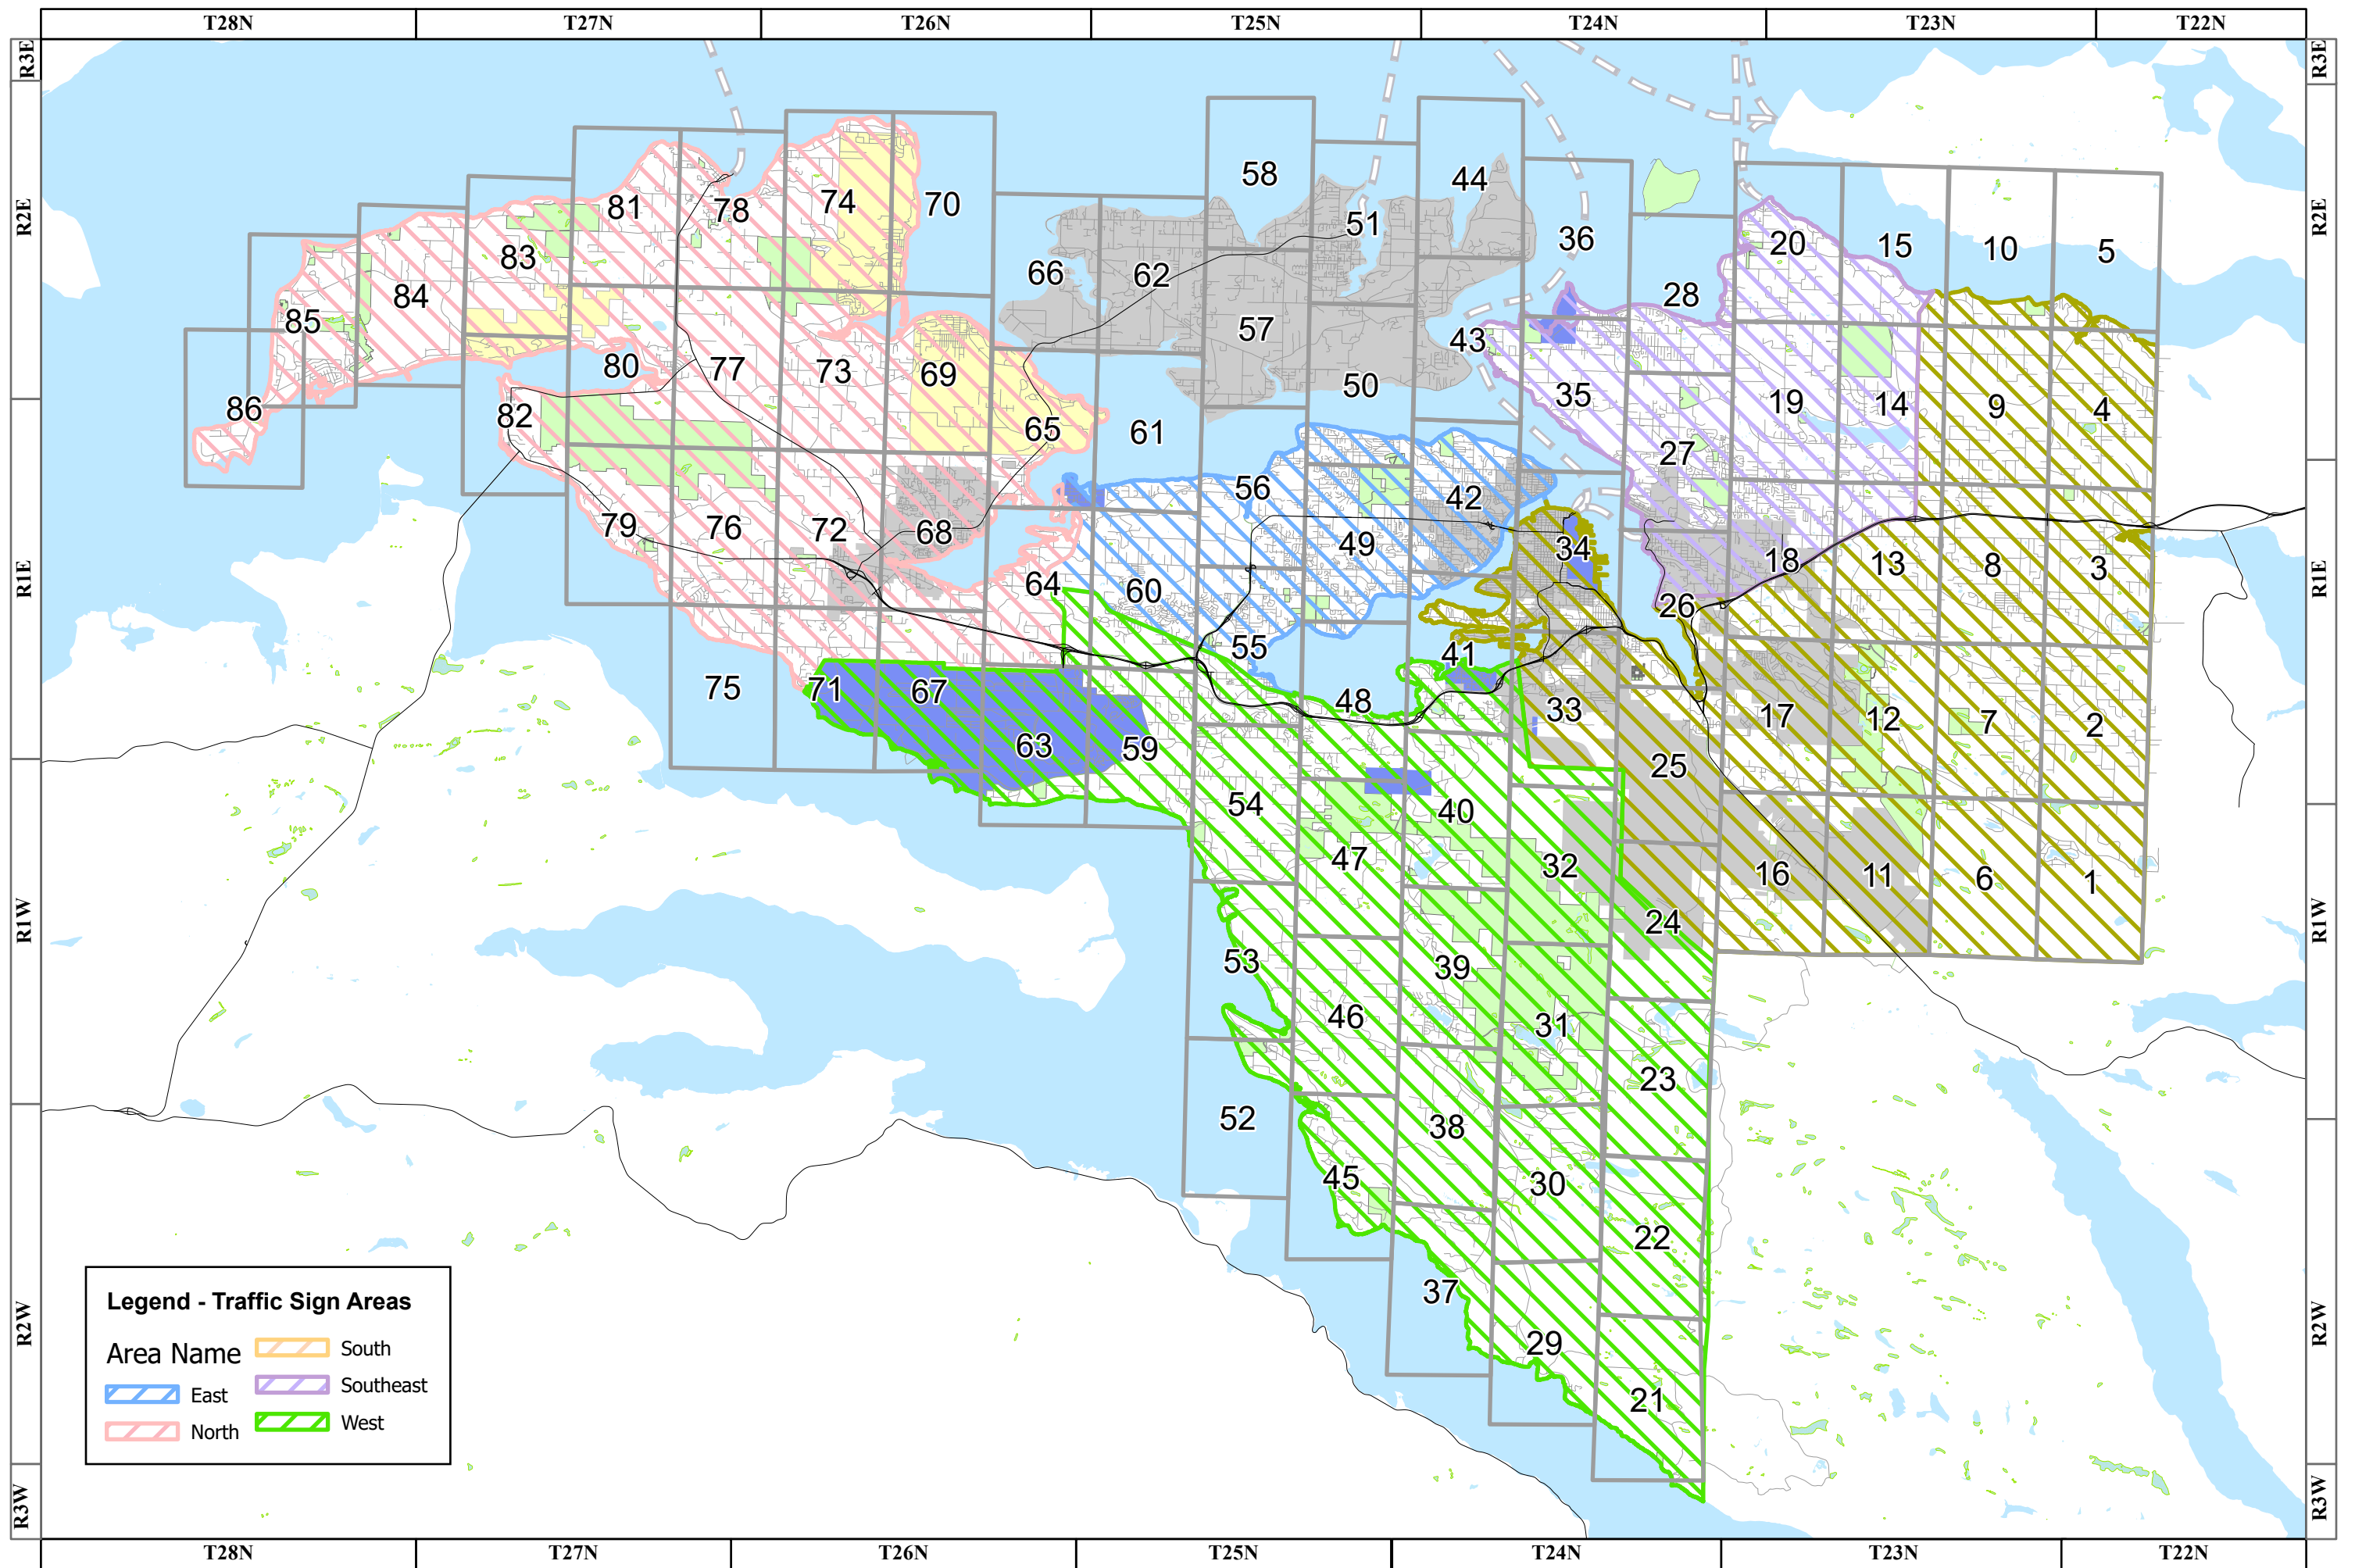 T28N T27N T26N T25N T24N T23N T22N
R3E R3E
58 44
74 70
81 78 51
R2E 36 20 15 10 5 R2E
83 66 62
84 28
85 57 43
80 77 73 69 50
86 82 65 61 35 19 14 9 4
27
56 42
79 76 72 68 49 34
R1E 64 60 18 13 8 3 R1E
26
55 41
75 71 67 48 33 17 12 7 2
63 59 25
54 40
47 32 16 11 6 1
R1W 24 R1W
53 39
46 31
23
52 38
45 30
22
37
Legend - Traffic Sign Areas
R2W 29 R2W
Area Name
South
East
Southeast
21
North
West
R3W R3W
T28N T27N T26N T25N T24N T23N T22N